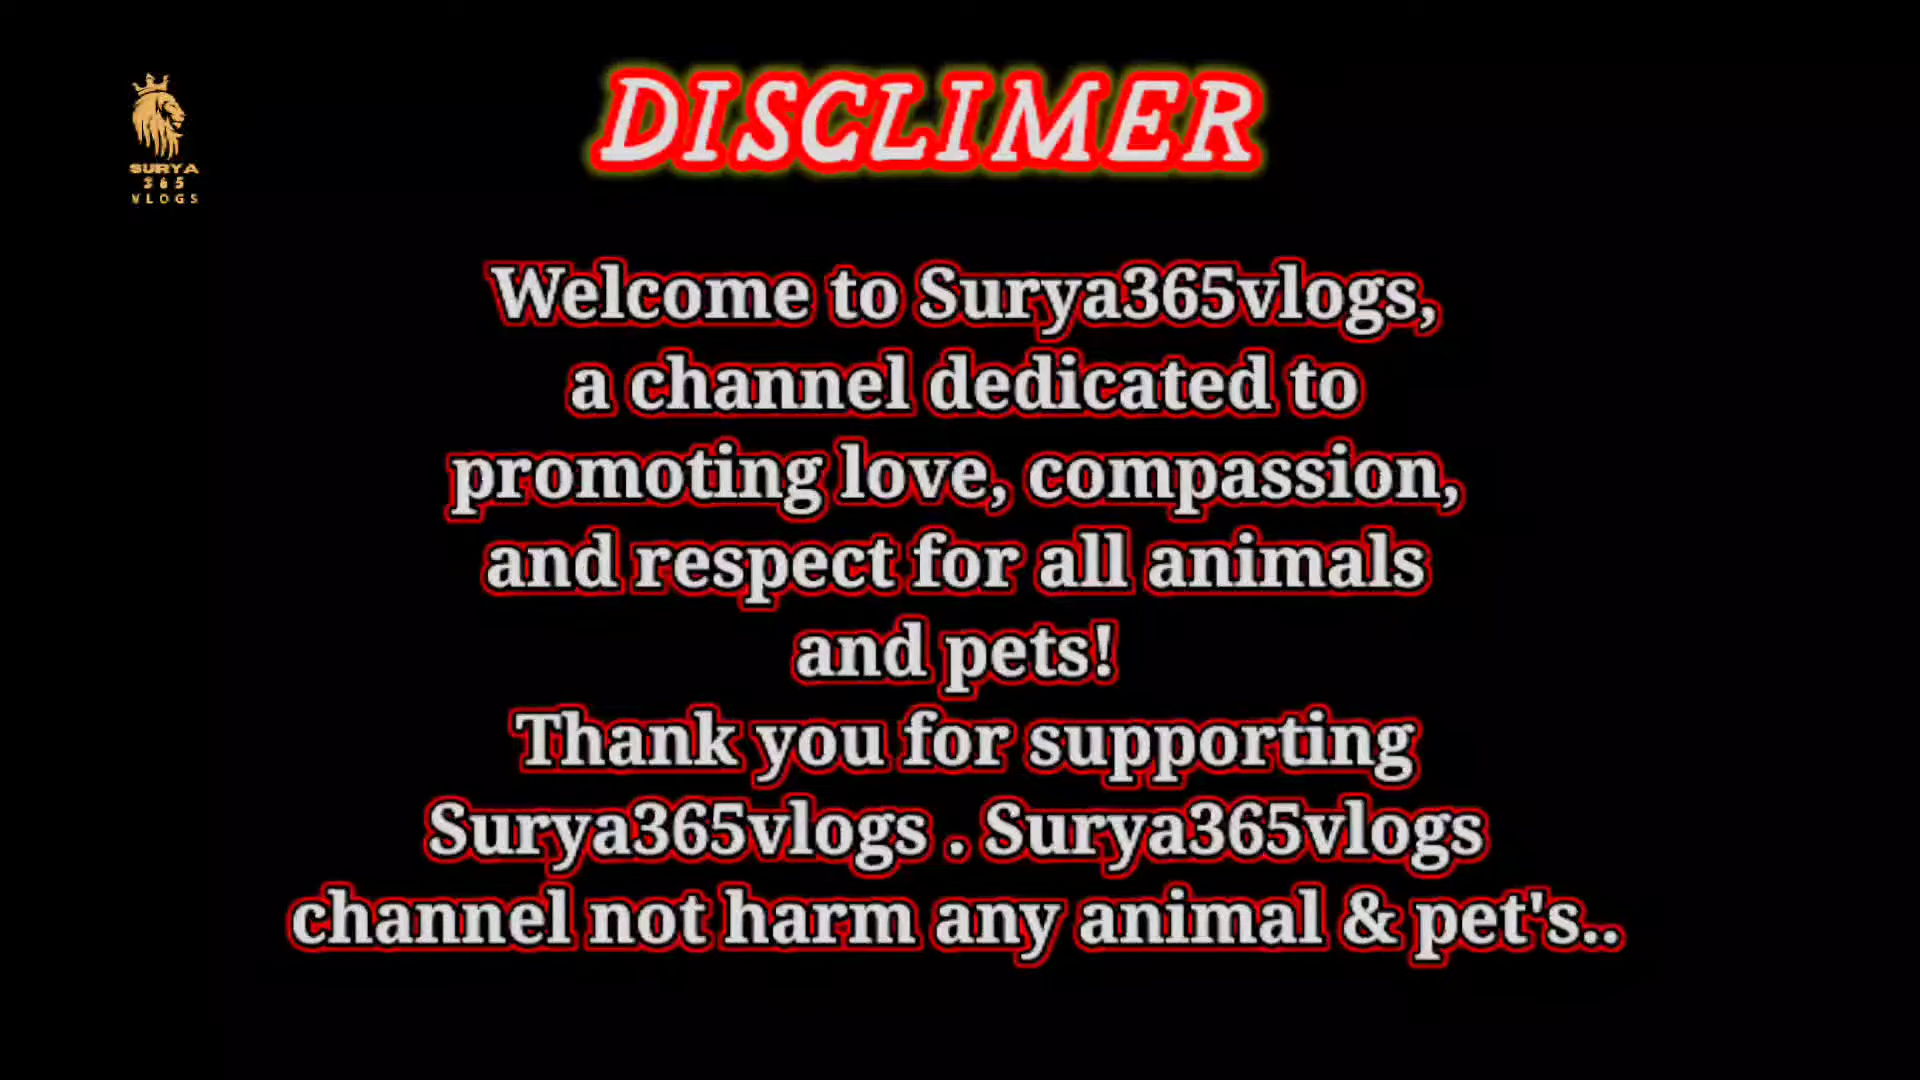 SURYA
365
VLOGS
DISCLIMER
Welcome to Surya365vlogs,
a channel dedicated to
promoting love, compassion,
and respect for all animals
and pets!
Thank you for supporting
Surya365vlogs . Surya365vlogs
channel not harm any animal & pet's..